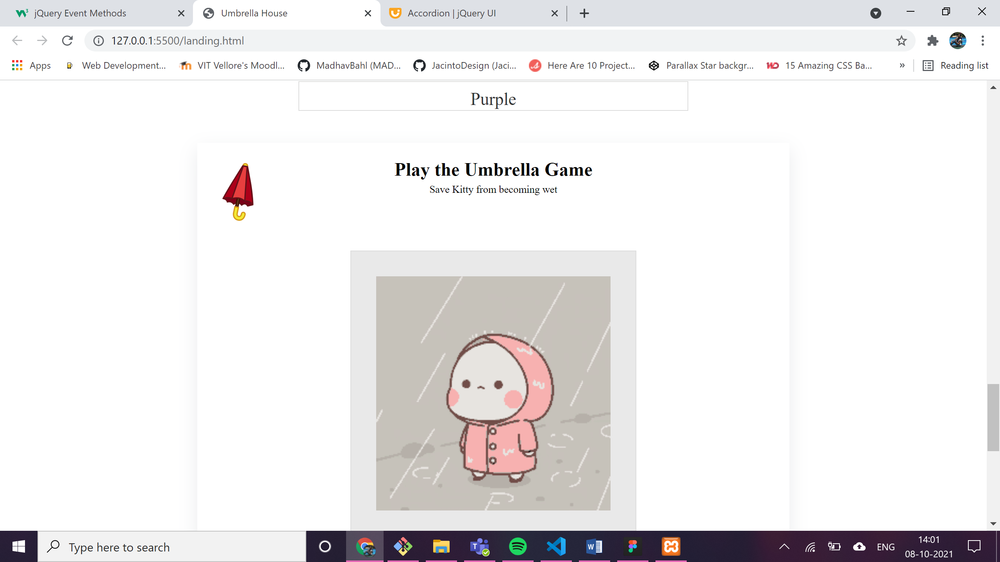 jQuery Event Methods
Umbrella House
Accordion | jQuery UI
127.0.0.1:5500/landing.html
Apps
Web Development...
VIT Vellore's Moodl...
MadhavBahl (MAD...
JacintoDesign (Jaci...
Here Are 10 Project...
Parallax Star backgr...
15 Amazing CSS Ba...
»
Reading list
Purple
Play the Umbrella Game
Save Kitty from becoming wet
Type here to search
ENG
14:01
08-10-2021